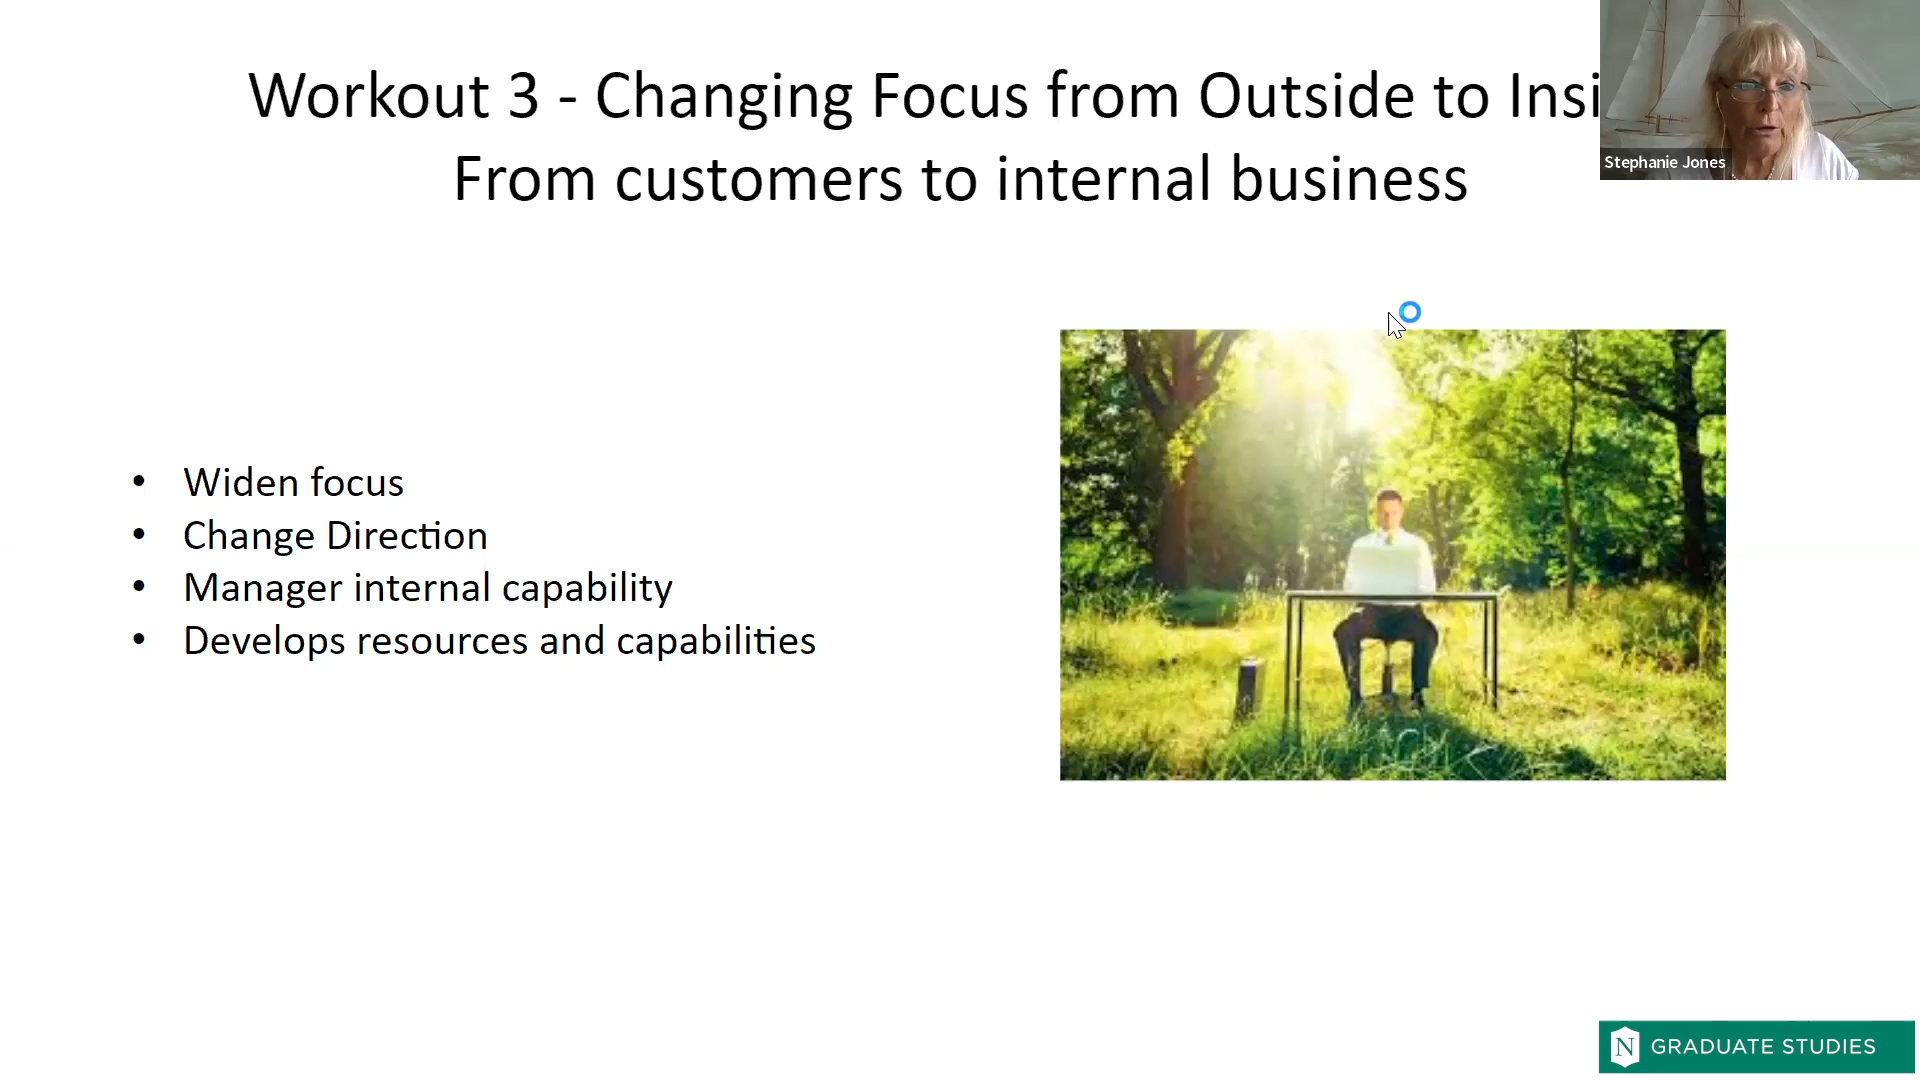 Workout 3 - Changing Focus from Outside to Insi
From customers to internal business
Stephanie Jones
• Widen focus
• Change Direction
• Manager internal capability
• Develops resources and capabilities
N GRADUATE STUDIES